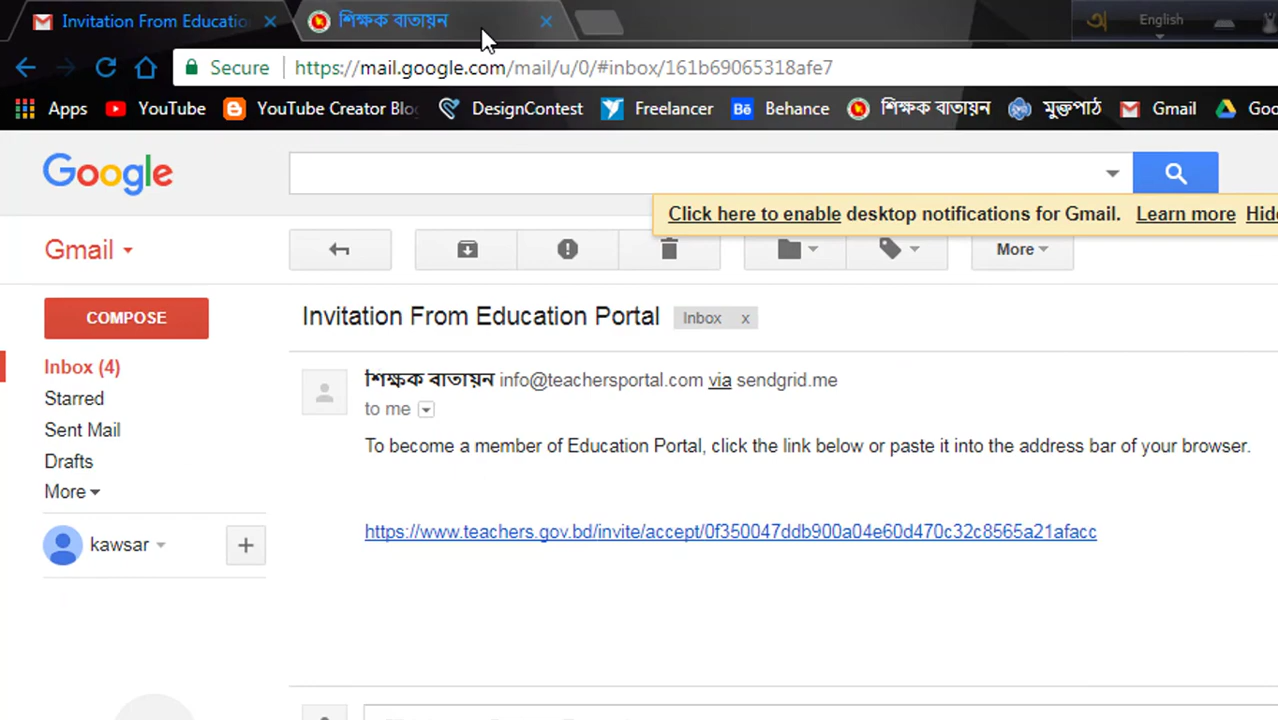 Invitation From Educatio
শিক্ষক বাতায়ন
English
Secure https://mail.google.com/mail/u/0/#inbox/161b69065318afe7
Apps YouTube YouTube Creator Blo DesignContest Freelancer Bē Behance শিক্ষক বাতায়ন মুক্তপাঠ Gmail Goo
Google
Click here to enable desktop notifications for Gmail. Learn more Hide
Gmail
More
COMPOSE
Invitation From Education Portal Inbox x
Inbox (4)
Starred
Sent Mail
Drafts
More
kawsar
শিক্ষক বাতায়ন info@teachersportal.com via sendgrid.me
to me
To become a member of Education Portal, click the link below or paste it into the address bar of your browser.
https://www.teachers.gov.bd/invite/accept/0f350047ddb900a04e60d470c32c8565a21afacc